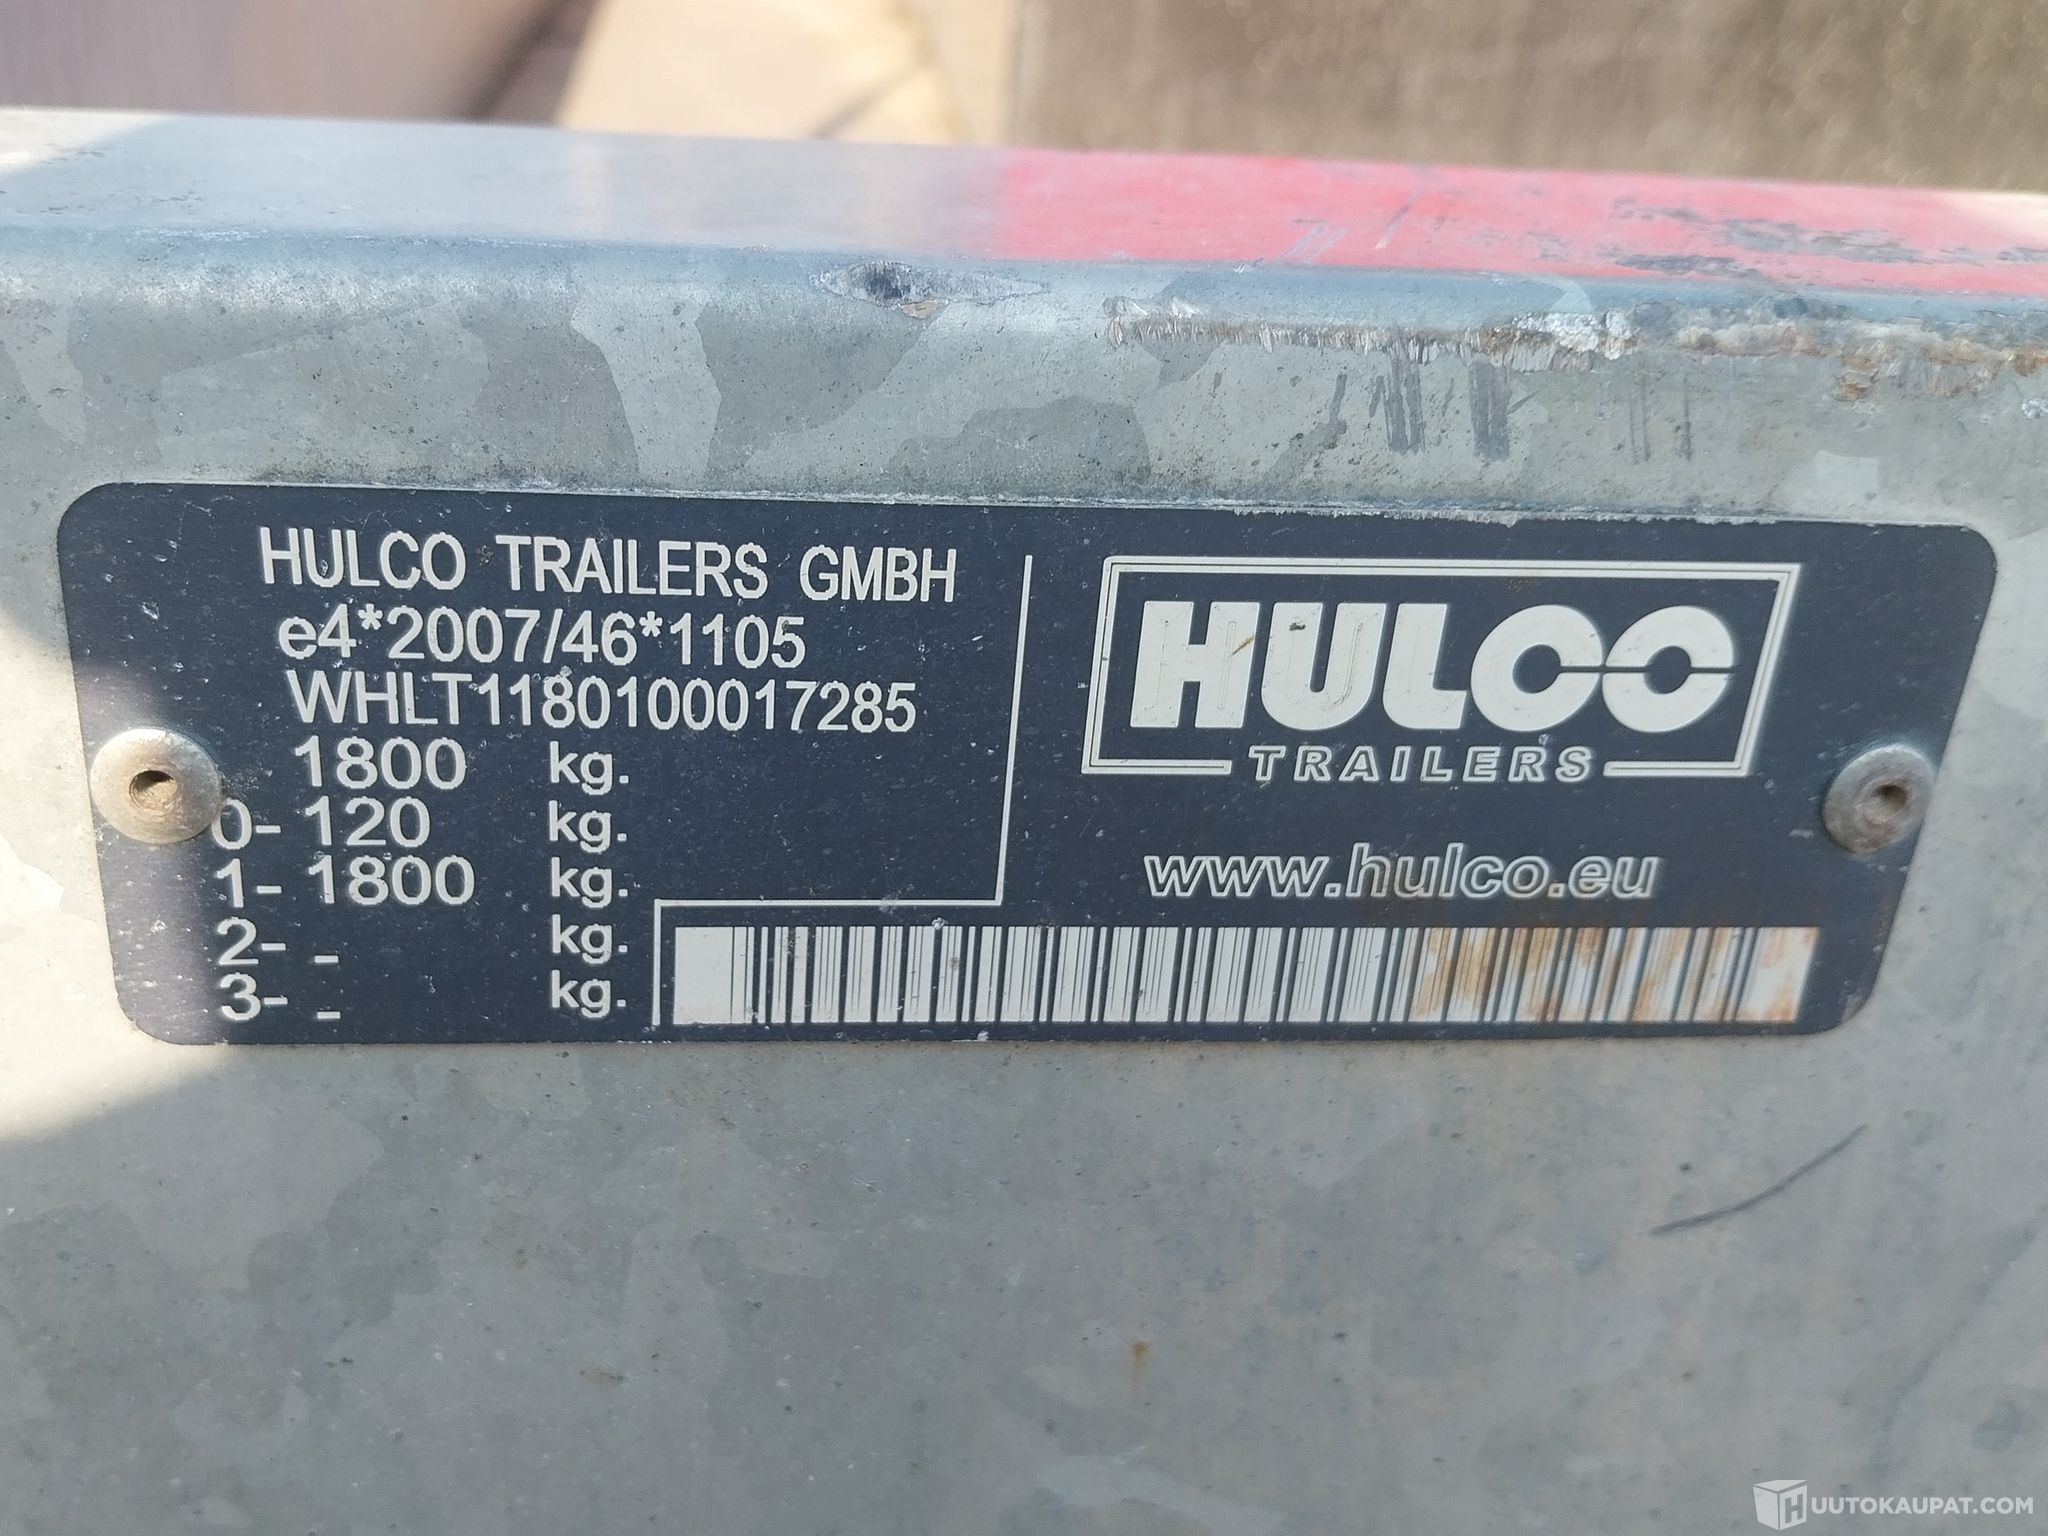 HULCO TRAILERS GMBH
e4*2007/46*1105
WHLT1180100017285
1800 kg.
0- 120 kg.
1- 1800 kg.
2- - kg.
3- - kg.
HULCO
TRAILERS
www.hulco.eu
HUUTOKAUPAT.COM